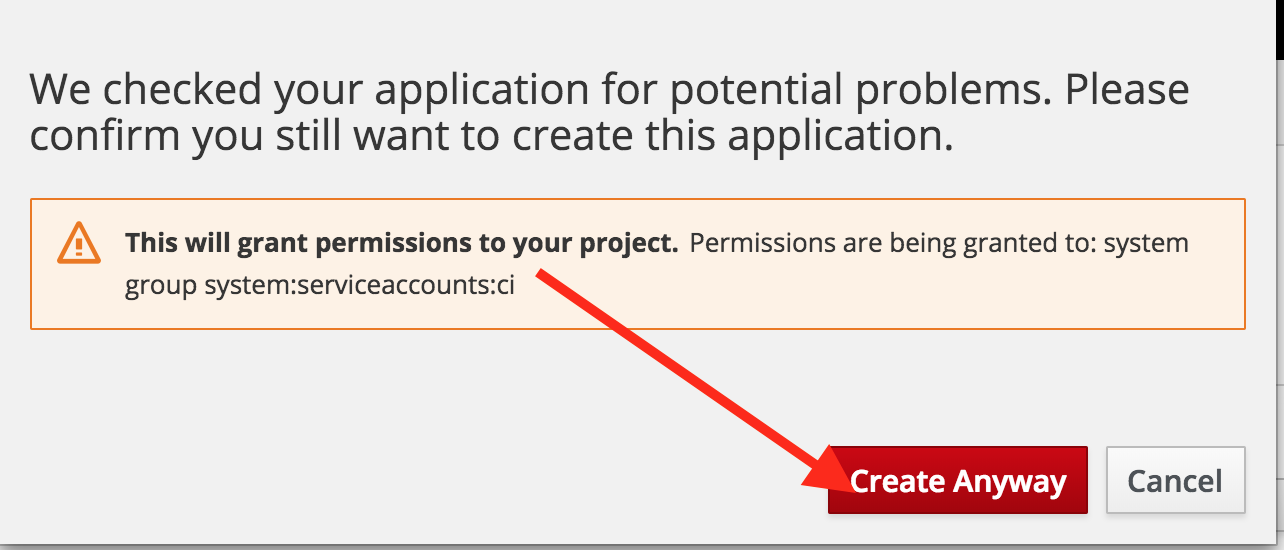 We checked your application for potential problems. Please
confirm you still want to create this application.
This will grant permissions to your project. Permissions are being granted to: system
group system:serviceaccounts:ci
Create Anyway
Cancel